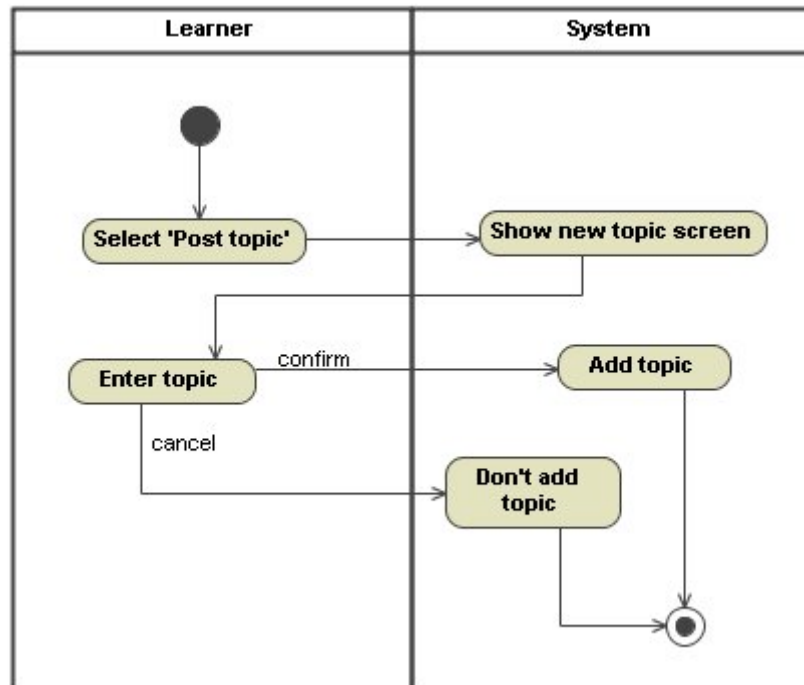 Learner
System
Select 'Post topic'
Show new topic screen
Enter topic
confirm
Add topic
cancel
Don't add
topic